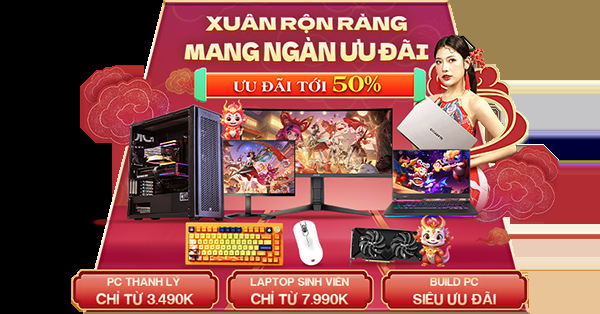 XUÂN RỘN RÀNG
MANG NGÀN ƯU ĐÃI
ƯU ĐÃI TỚI 50%
PC THANH LÝ
CHỈ TỪ 3.490K
LAPTOP SINH VIÊN
CHỈ TỪ 7.990K
BUILD PC
SIÊU ƯU ĐÃI